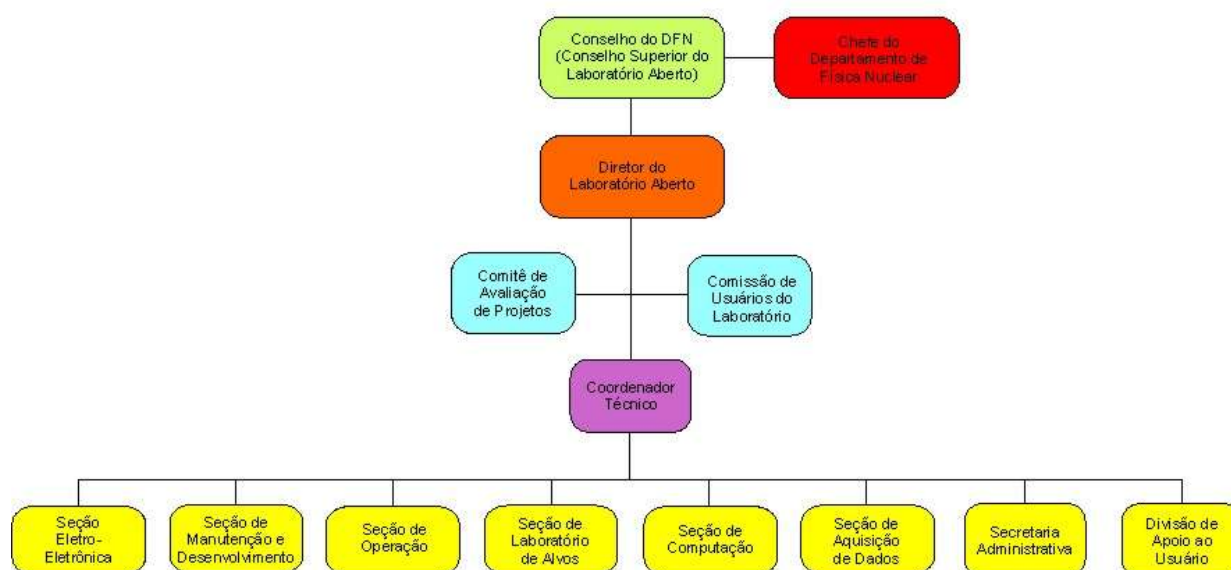 Conselho do DFN
(Conselho Superior do
Laboratório Aberto)
Chefe do
Departamento de
Física Nuclear
Diretor do
Laboratório Aberto
Comitê de
Avaliação
de Projetos
Comissão de
Usuários do
Laboratório
Coordenador
Técnico
Seção
Eletro-
Eletrônica
Seção de
Manutenção e
Desenvolvimento
Seção de
Operação
Seção de
Laboratório
de Alvos
Seção de
Computação
Seção de
Aquisição
de Dados
Secretaria
Administrativa
Divisão de
Apoio ao
Usuário